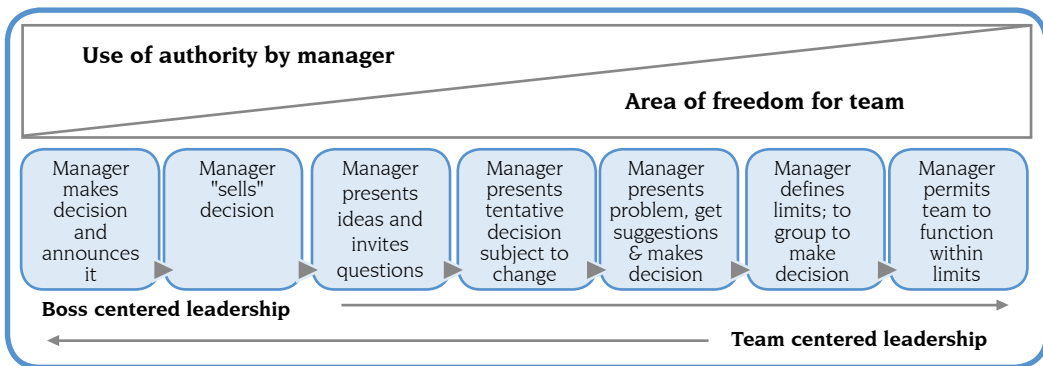 Use of authority by manager
Area of freedom for team
Manager
makes
decision
and
announces
it
Manager
"sells"
decision
Manager
presents
ideas and
invites
questions
Manager
presents
tentative
decision
subject to
change
Manager
presents
problem, get
suggestions
& makes
decision
Manager
defines
limits; to
group to
make
decision
Manager
permits
team to
function
within
limits
Boss centered leadership
Team centered leadership